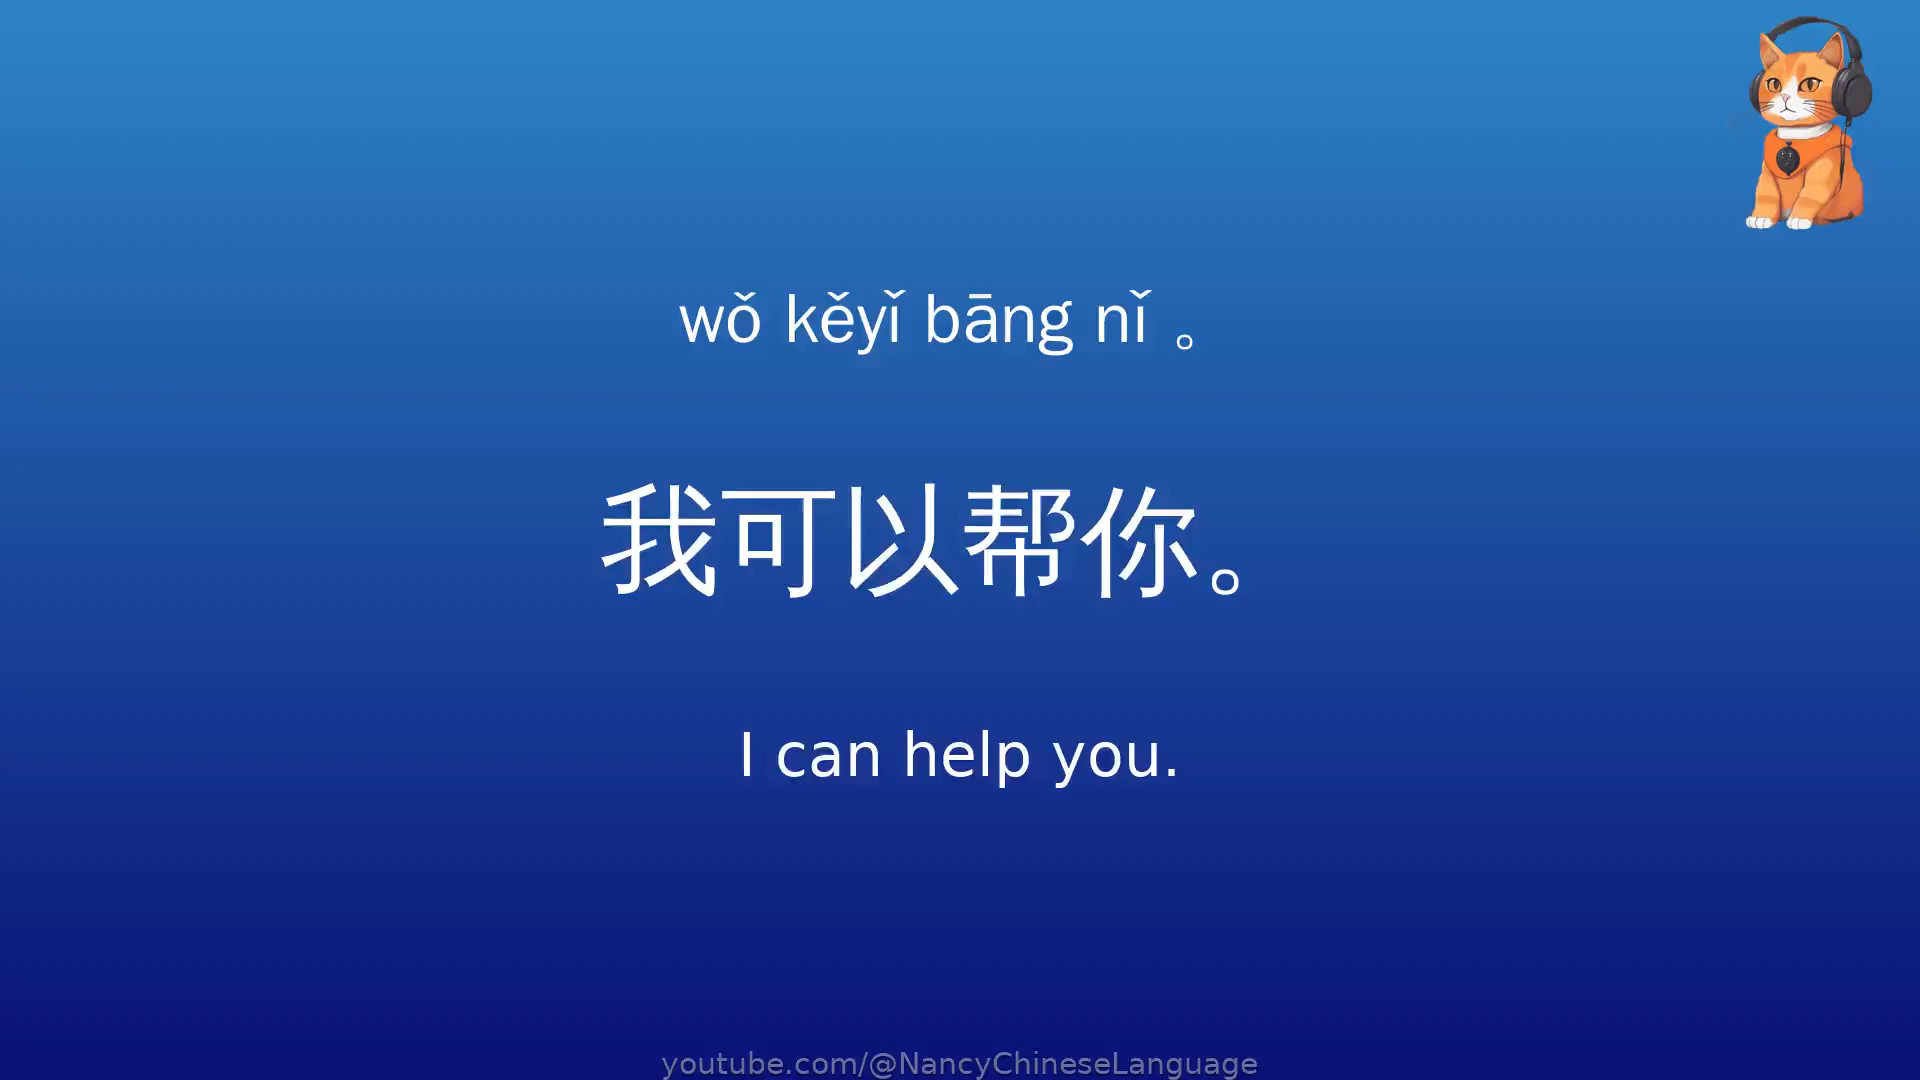 wǒ kěyǐ bāng nǐ 。
我可以帮你。
I can help you.
youtube.com/@NancyChineseLanguage